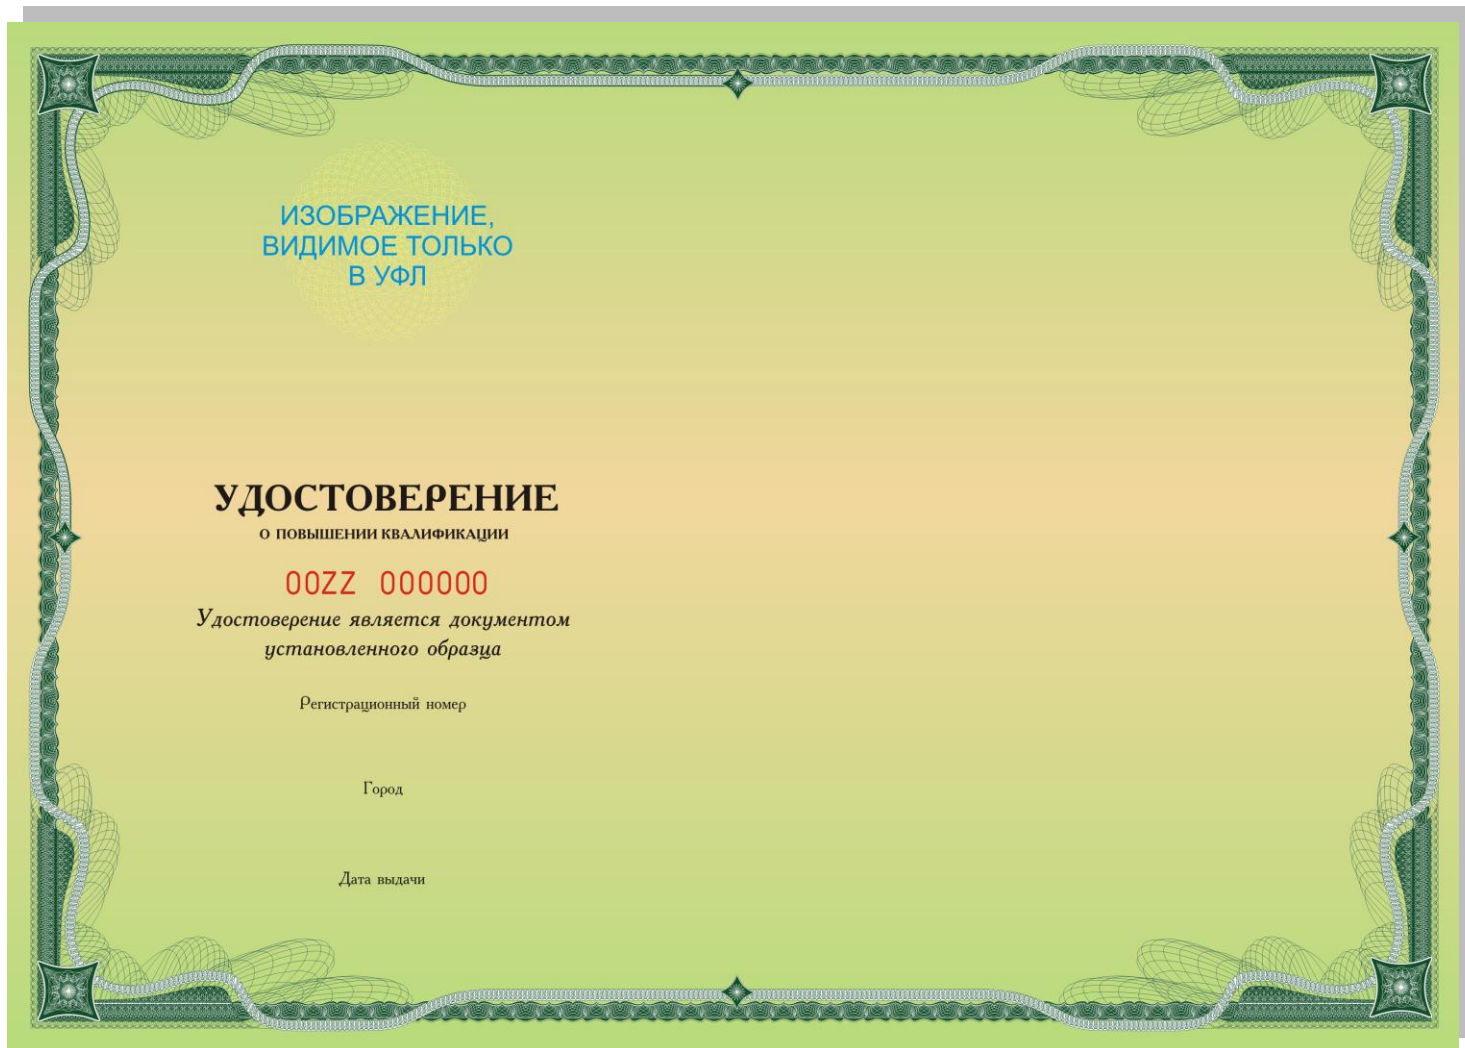 ИЗОБРАЖЕНИЕ,
ВИДИМОЕ ТОЛЬКО
В УФЛ
УДОСТОВЕРЕНИЕ
О ПОВЫШЕНИИ КВАЛИФИКАЦИИ
00ZZ 000000
Удостоверение является документом
установленного образца
Регистрационный номер
Город
Дата выдачи